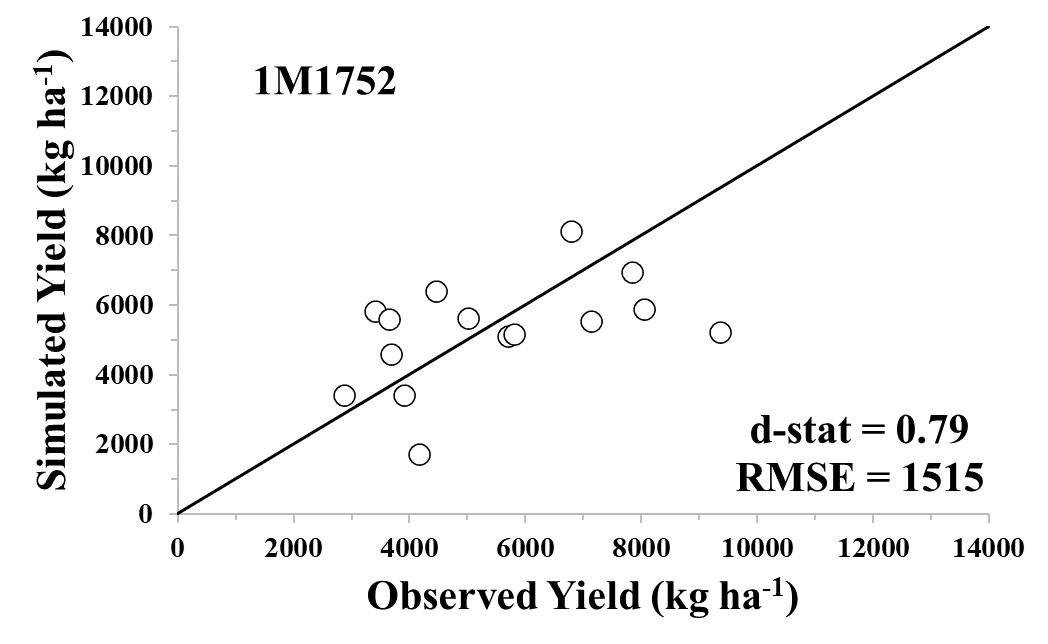 14000
12000
10000
8000
6000
4000
2000
0
Simulated Yield (kg ha⁻¹)
1M1752
d-stat = 0.79
RMSE = 1515
0 2000 4000 6000 8000 10000 12000 14000
Observed Yield (kg ha⁻¹)